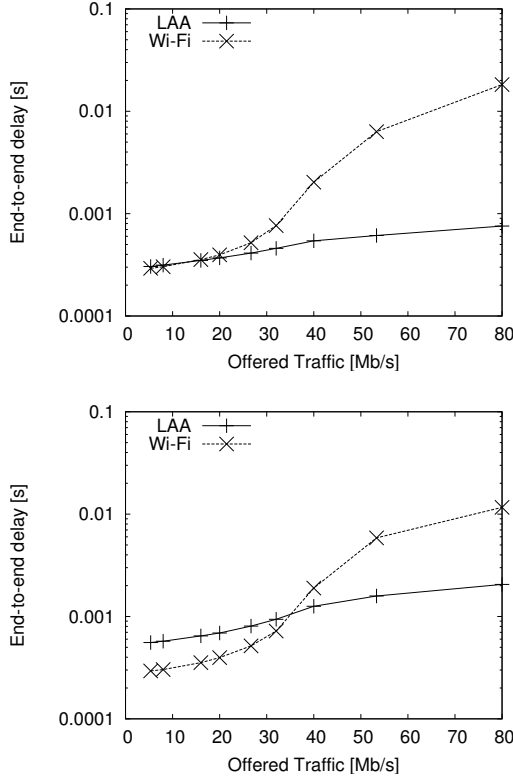 0.1
LAA
Wi-Fi
0.01
0.001
0.0001
End-to-end delay [s]
0 10 20 30 40 50 60 70 80
Offered Traffic [Mb/s]
0.1
LAA
Wi-Fi
0.01
0.001
0.0001
End-to-end delay [s]
0 10 20 30 40 50 60 70 80
Offered Traffic [Mb/s]